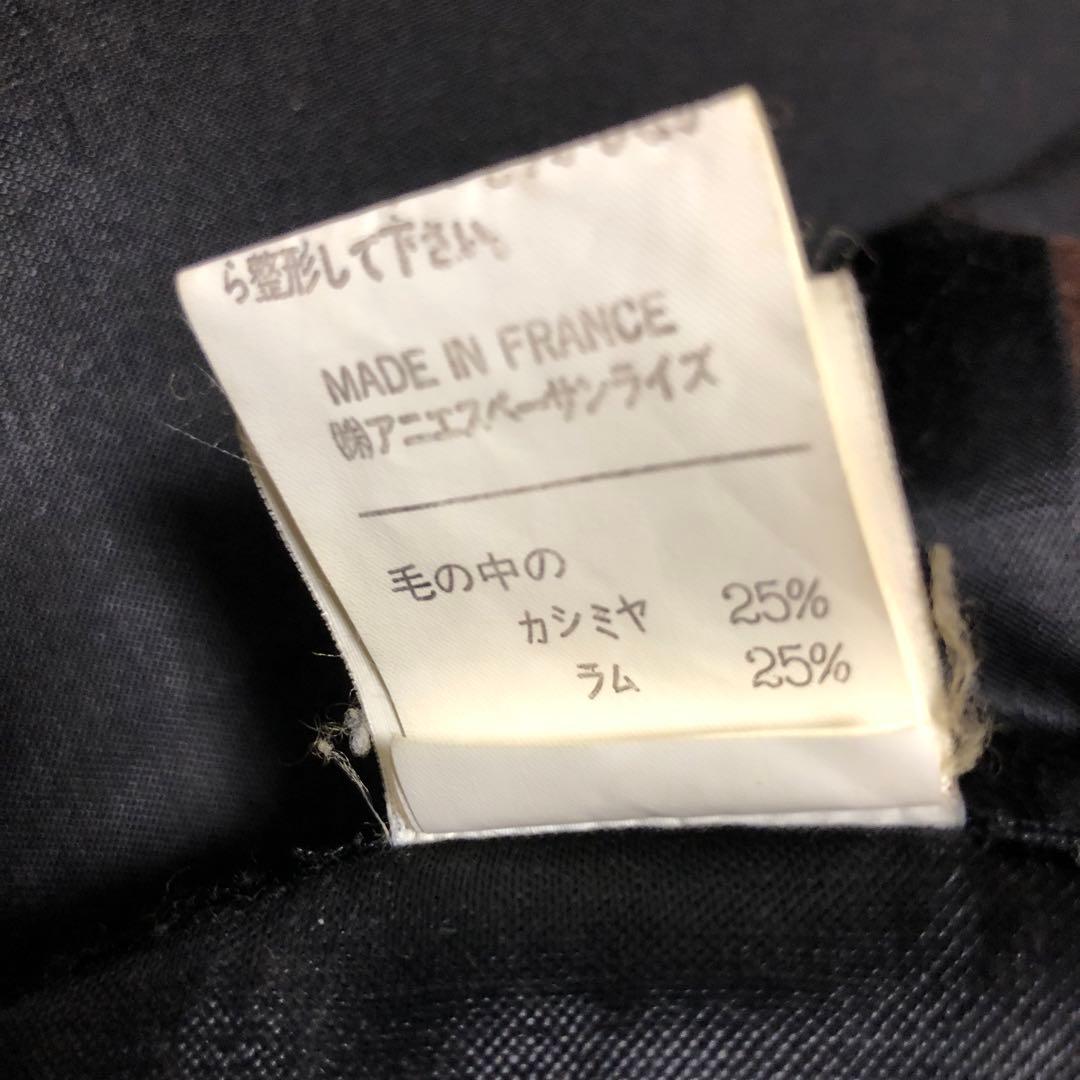 ら整形して下さい
MADE IN FRANCE
㈱アニエスベーサンライズ
毛の中の
カシミヤ 25%
ラム 25%